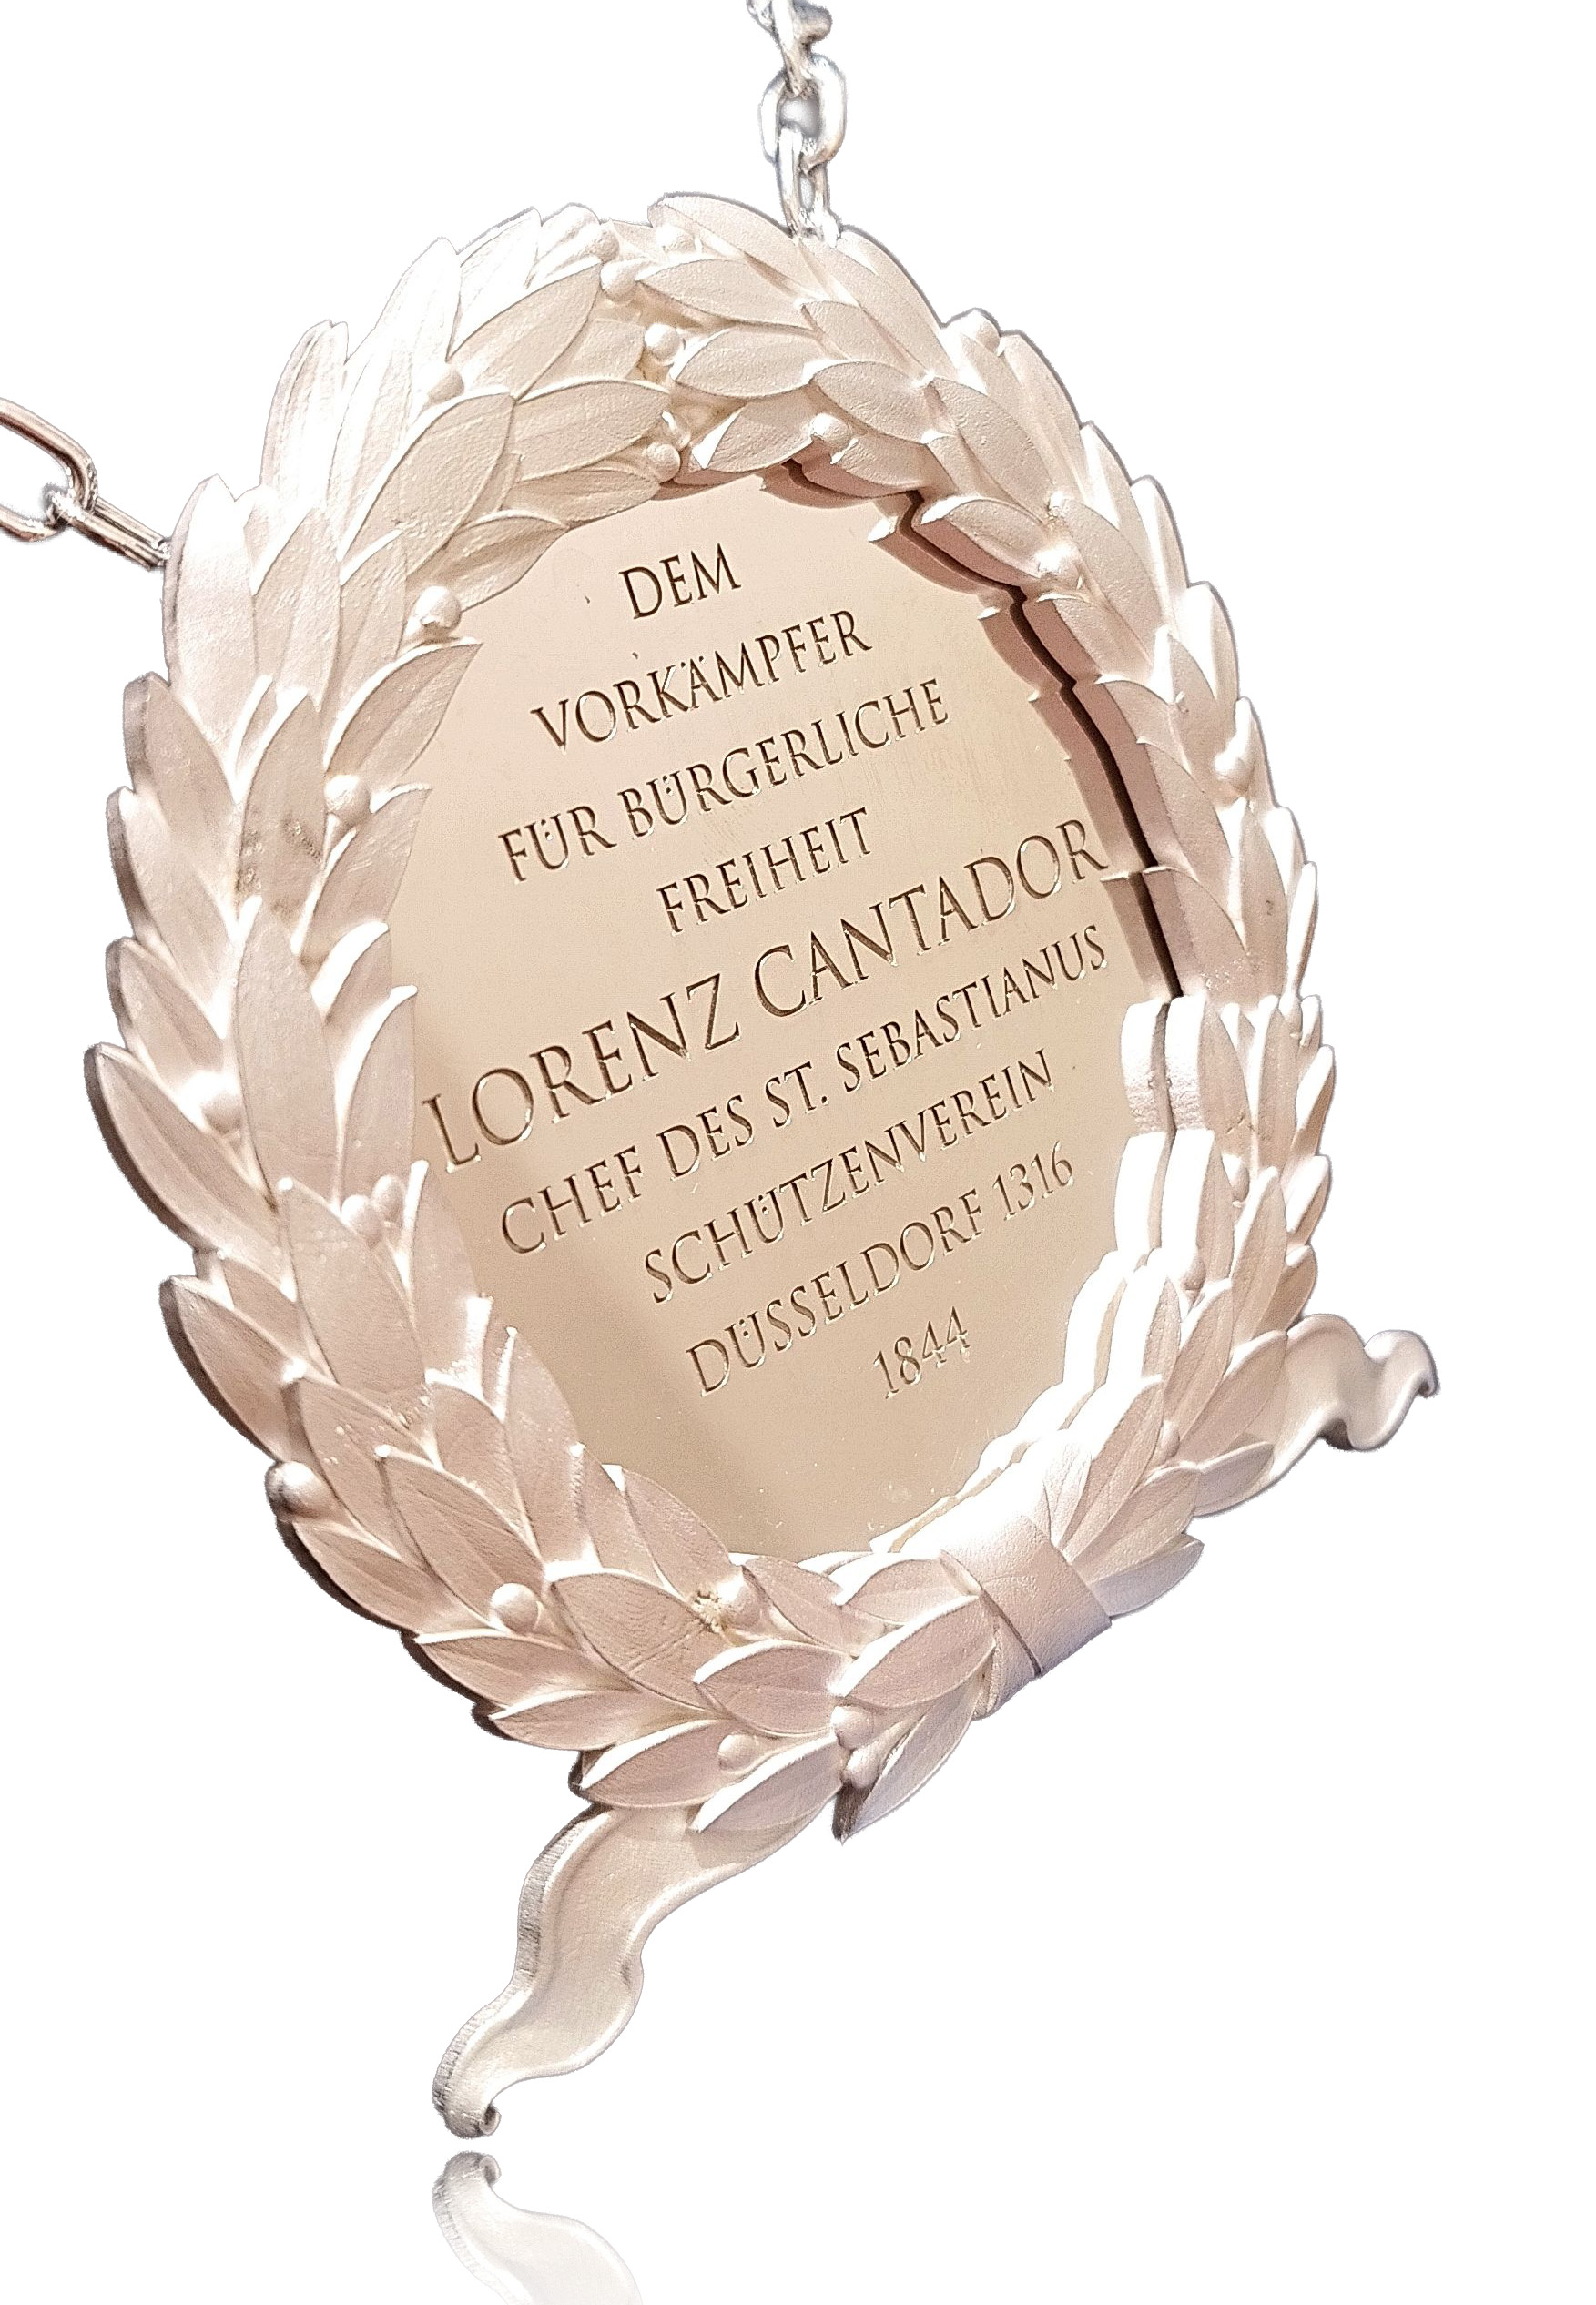 DEM
VORKÄMPFER
FÜR BÜRGERLICHE
FREIHEIT
LORENZ CANTADOR
CHEF DES ST. SEBASTIANUS
SCHÜTZENVEREIN
DÜSSELDORF 1316
1844